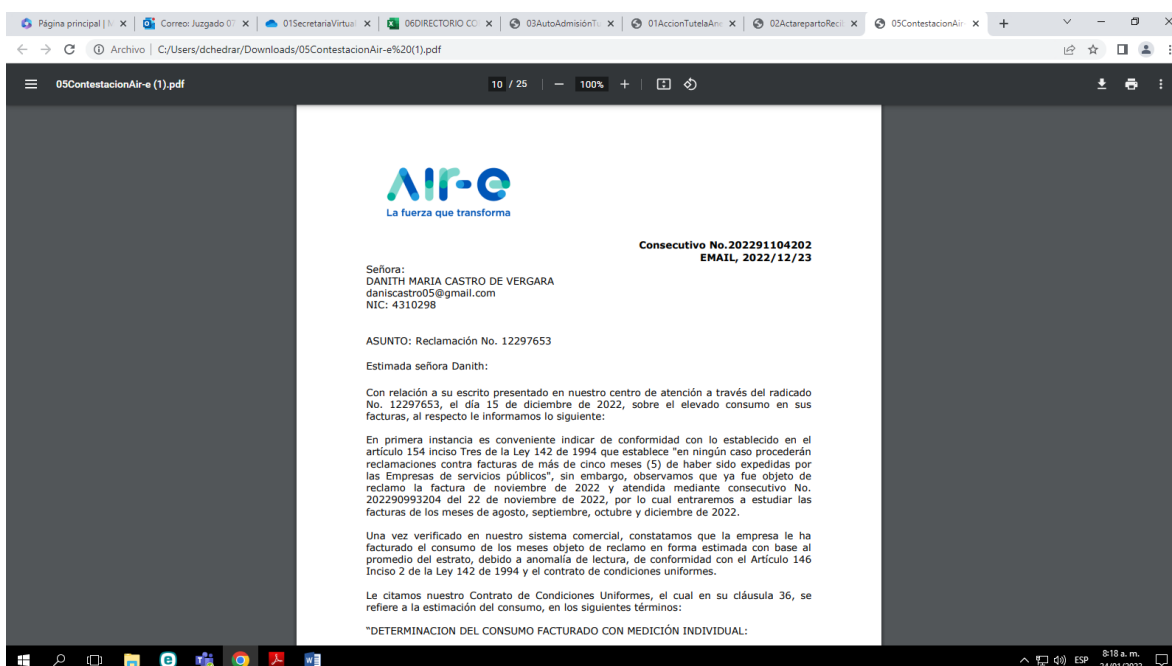 Página principal | M
Correo: Juzgado 07
01SecretariaVirtual
06DIRECTORIO CO
03AutoAdmisiónTu
01AccionTutelaAne
02ActarepartoRecib
05ContestacionAir-
Archivo | C:/Users/dchedrar/Downloads/05ContestacionAir-e%20(1).pdf
05ContestacionAir-e (1).pdf
10 / 25
100%
AIr-e
La fuerza que transforma
Consecutivo No.202291104202
EMAIL, 2022/12/23
Señora:
DANITH MARIA CASTRO DE VERGARA
daniscastro05@gmail.com
NIC: 4310298
ASUNTO: Reclamación No. 12297653
Estimada señora Danith:
Con relación a su escrito presentado en nuestro centro de atención a través del radicado
No. 12297653, el día 15 de diciembre de 2022, sobre el elevado consumo en sus
facturas, al respecto le informamos lo siguiente:
En primera instancia es conveniente indicar de conformidad con lo establecido en el
artículo 154 inciso Tres de la Ley 142 de 1994 que establece "en ningún caso procederán
reclamaciones contra facturas de más de cinco meses (5) de haber sido expedidas por
las Empresas de servicios públicos", sin embargo, observamos que ya fue objeto de
reclamo la factura de noviembre de 2022 y atendida mediante consecutivo No.
202290993204 del 22 de noviembre de 2022, por lo cual entraremos a estudiar las
facturas de los meses de agosto, septiembre, octubre y diciembre de 2022.
Una vez verificado en nuestro sistema comercial, constatamos que la empresa le ha
facturado el consumo de los meses objeto de reclamo en forma estimada con base al
promedio del estrato, debido a anomalía de lectura, de conformidad con el Artículo 146
Inciso 2 de la Ley 142 de 1994 y el contrato de condiciones uniformes.
Le citamos nuestro Contrato de Condiciones Uniformes, el cual en su cláusula 36, se
refiere a la estimación del consumo, en los siguientes términos:
"DETERMINACION DEL CONSUMO FACTURADO CON MEDICIÓN INDIVIDUAL:
ESP
8:18 a. m.